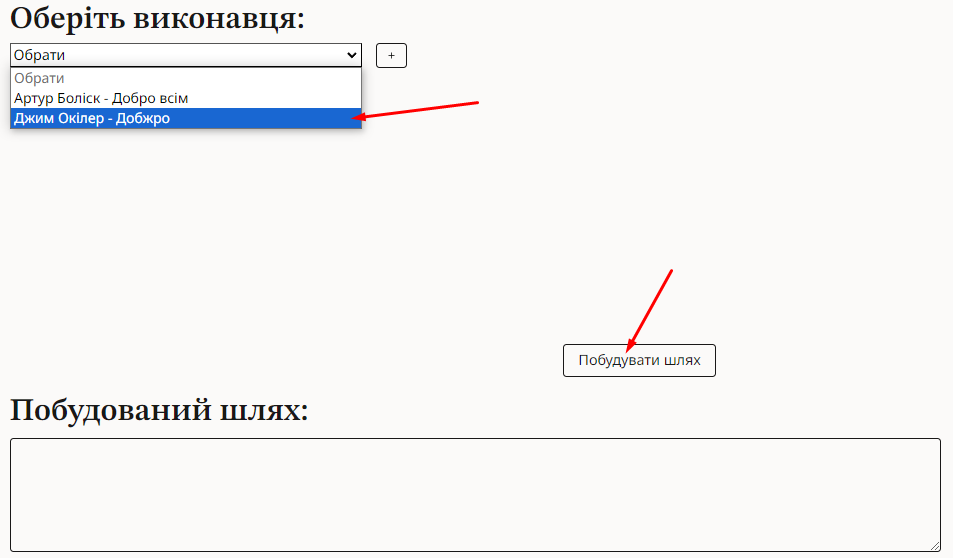 Оберіть виконавця:
Обрати
+
Обрати
Артур Боліск - Добро всім
Джим Окілер - Добжро
Побудувати шлях
Побудований шлях: